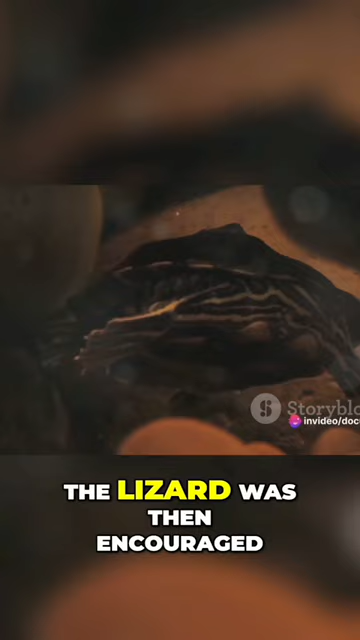 Storyblo
invideo/doc
THE LIZARD WAS
THEN
ENCOURAGED